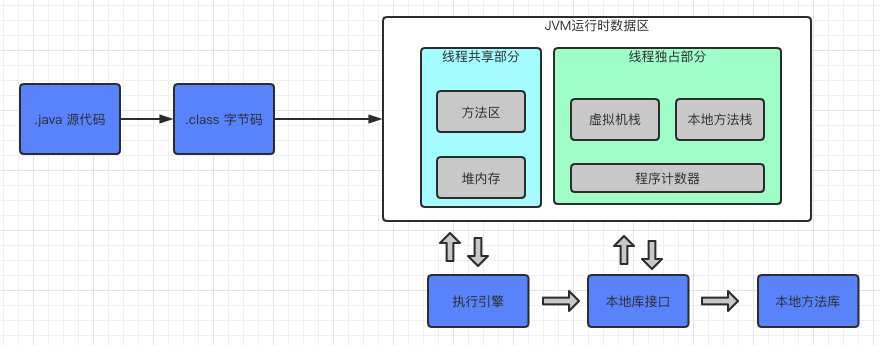 JVM运行时数据区
线程共享部分
线程独占部分
.java 源代码
.class 字节码
方法区
虚拟机栈
本地方法栈
堆内存
程序计数器
执行引擎
本地库接口
本地方法库